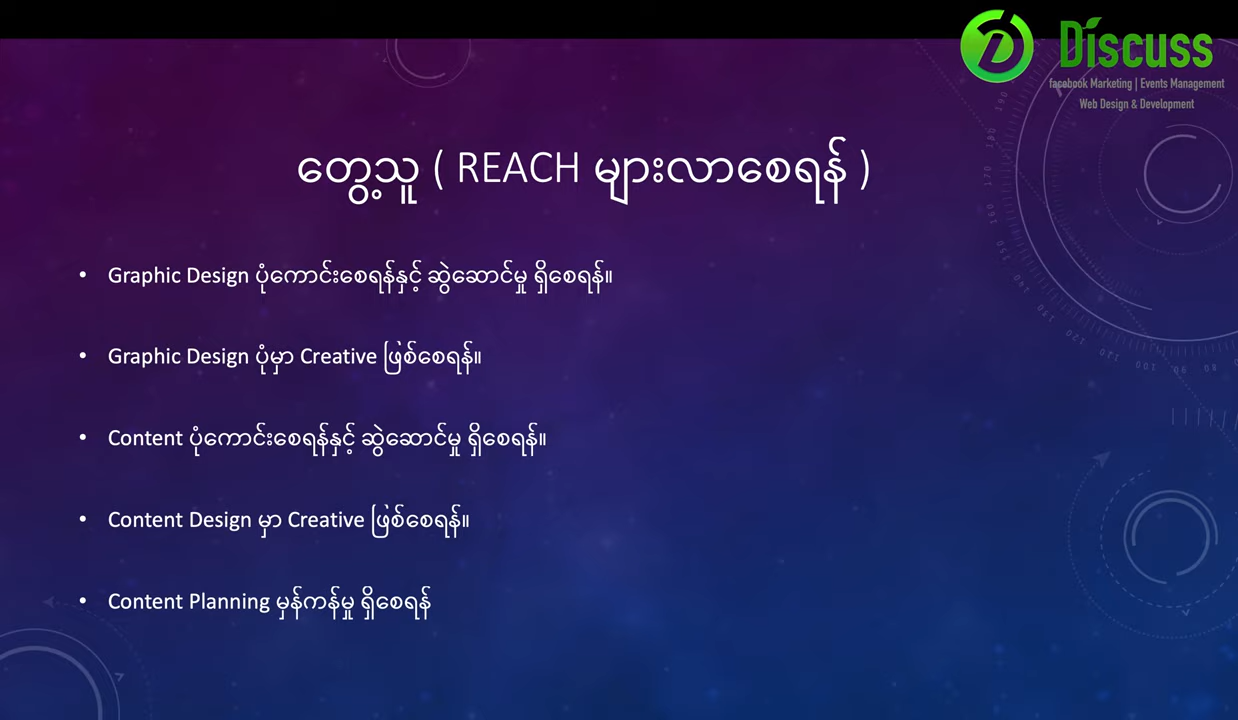 Discuss
facebook Marketing | Events Management
Web Design & Development
တွေ့သူ ( REACH များလာစေရန် )
• Graphic Design ပုံကောင်းစေရန်နှင့် ဆွဲဆောင်မှု ရှိစေရန်။
• Graphic Design ပုံမှာ Creative ဖြစ်စေရန်။
• Content ပုံကောင်းစေရန်နှင့် ဆွဲဆောင်မှု ရှိစေရန်။
• Content Design မှာ Creative ဖြစ်စေရန်။
• Content Planning မှန်ကန်မှု ရှိစေရန်